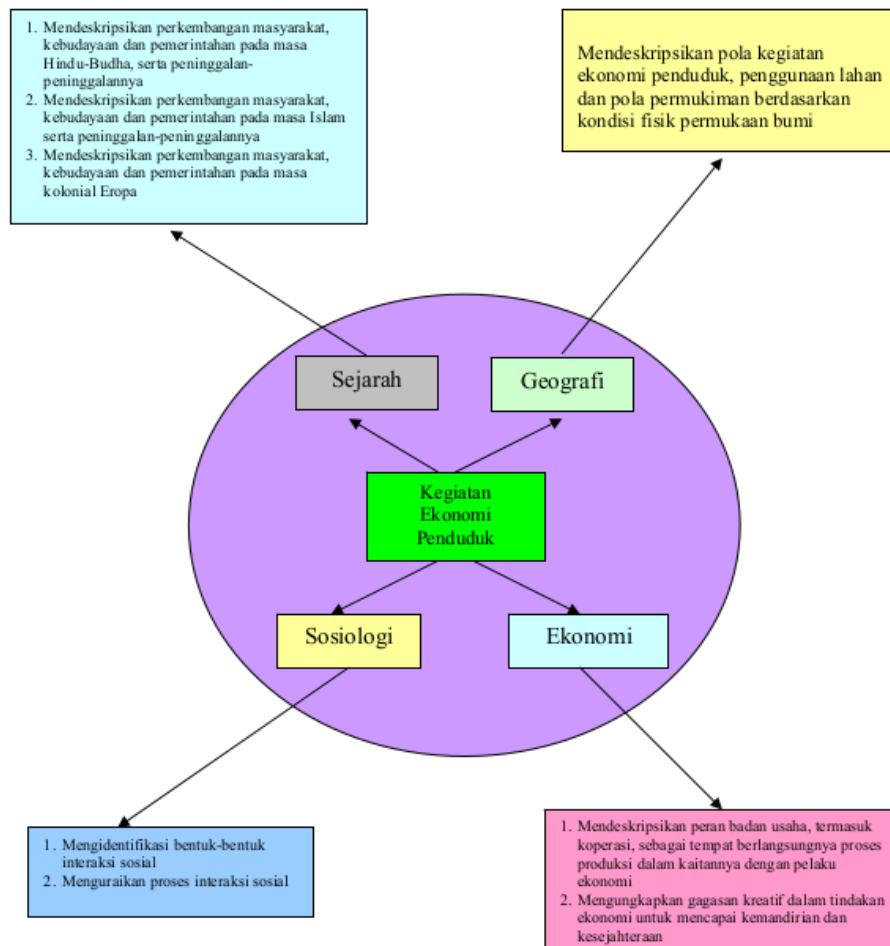 1. Mendeskripsikan perkembangan masyarakat,
kebudayaan dan pemerintahan pada masa
Hindu-Budha, serta peninggalan-
peninggalannya
2. Mendeskripsikan perkembangan masyarakat,
kebudayaan dan pemerintahan pada masa Islam
serta peninggalan-peninggalannya
3. Mendeskripsikan perkembangan masyarakat,
kebudayaan dan pemerintahan pada masa
kolonial Eropa
Mendeskripsikan pola kegiatan
ekonomi penduduk, penggunaan lahan
dan pola permukiman berdasarkan
kondisi fisik permukaan bumi
Sejarah
Geografi
Kegiatan
Ekonomi
Penduduk
Sosiologi
Ekonomi
1. Mengidentifikasi bentuk-bentuk
interaksi sosial
2. Menguraikan proses interaksi sosial
1. Mendeskripsikan peran badan usaha, termasuk
koperasi, sebagai tempat berlangsungnya proses
produksi dalam kaitannya dengan pelaku
ekonomi
2. Mengungkapkan gagasan kreatif dalam tindakan
ekonomi untuk mencapai kemandirian dan
kesejahteraan